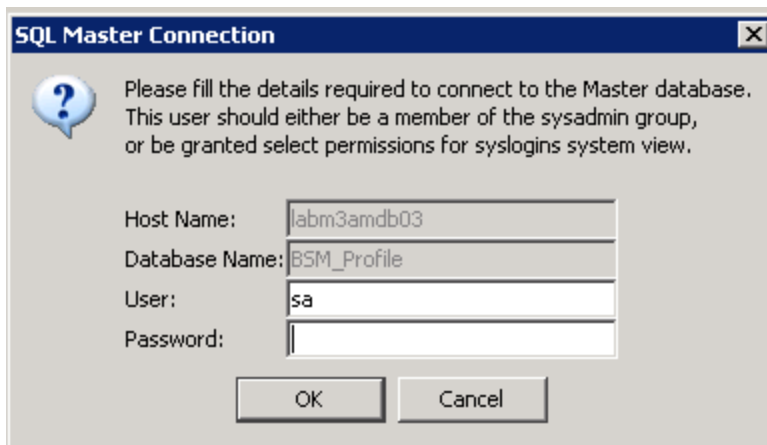 SQL Master Connection
Please fill the details required to connect to the Master database.
This user should either be a member of the sysadmin group,
or be granted select permissions for syslogins system view.
Host Name: labm3amdb03
Database Name: BSM_Profile
User: sa
Password:
OK Cancel